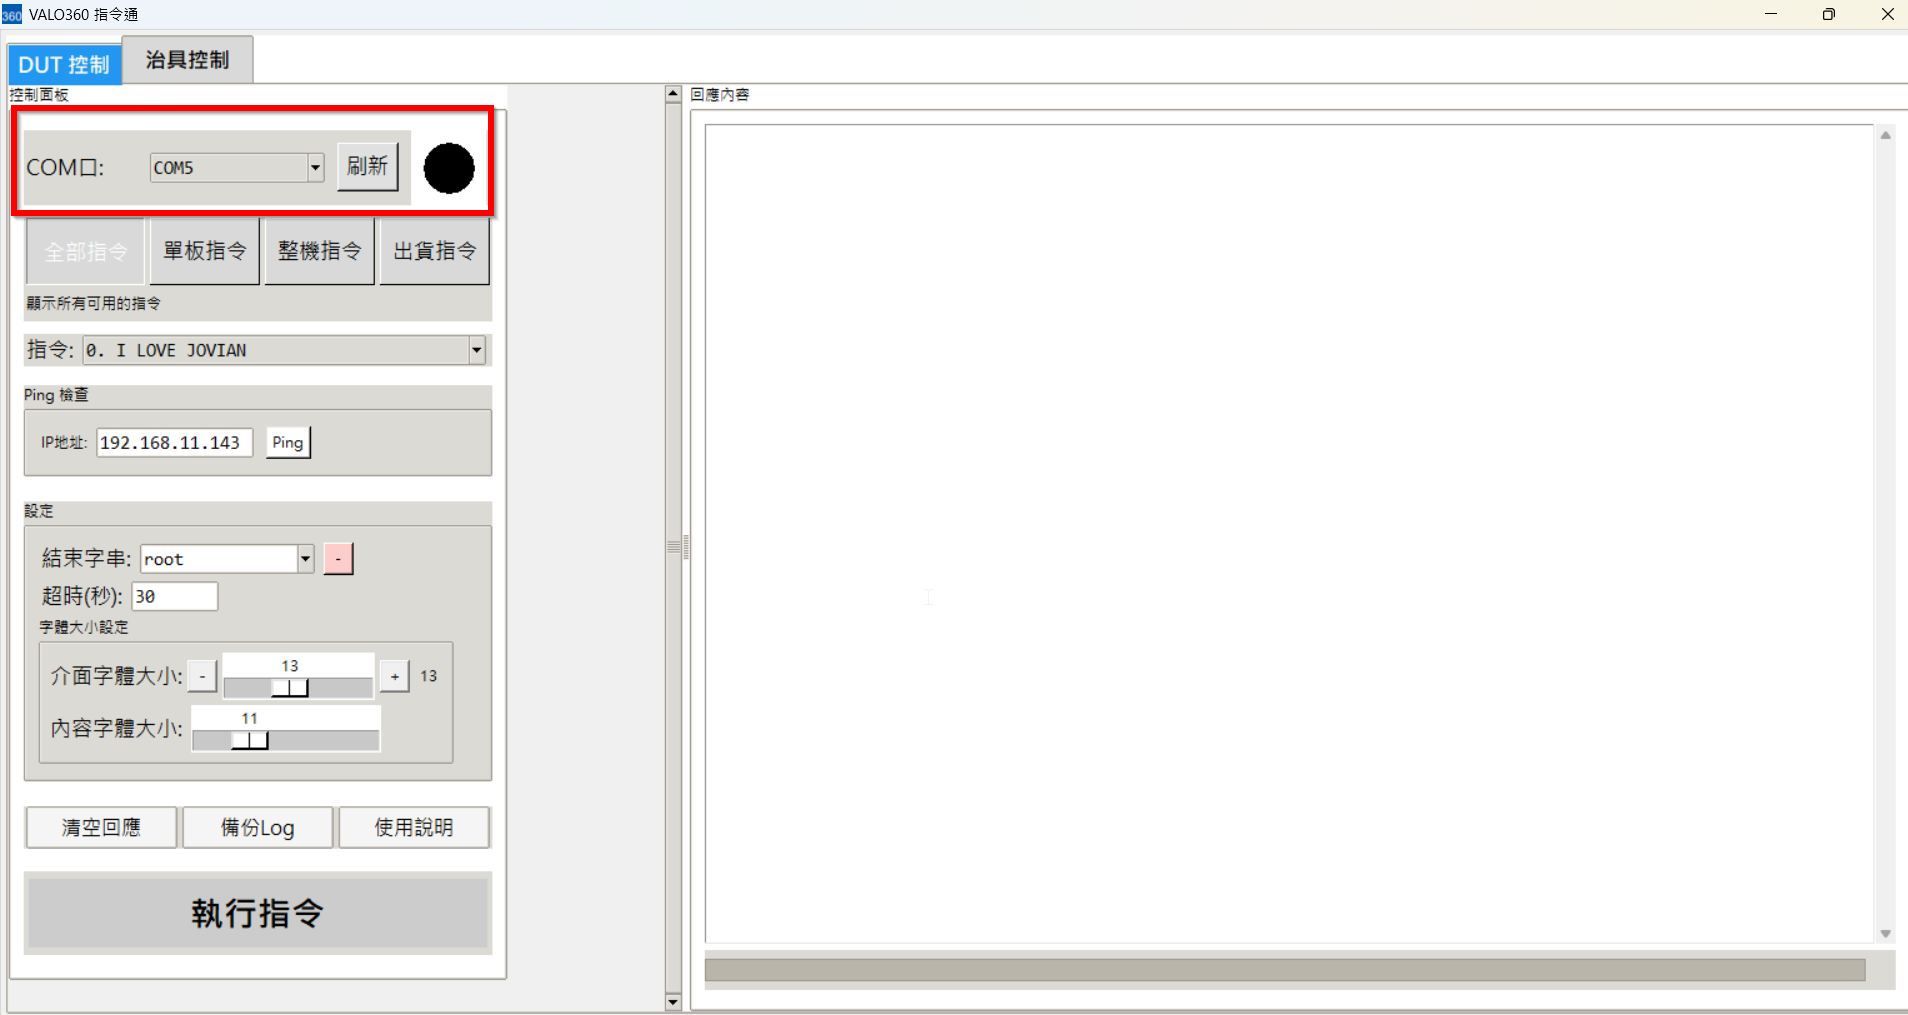 360 VALO360 指令通
DUT 控制 治具控制
控制面板
COM口: COM5 刷新
全部指令 單板指令 整機指令 出貨指令
顯示所有可用的指令
指令: 0. I LOVE JOVIAN
Ping 檢查
IP地址: 192.168.11.143 Ping
設定
結束字串: root -
超時(秒): 30
字體大小設定
介面字體大小: - 13 + 13
內容字體大小: 11
清空回應 備份Log 使用說明
執行指令
回應內容